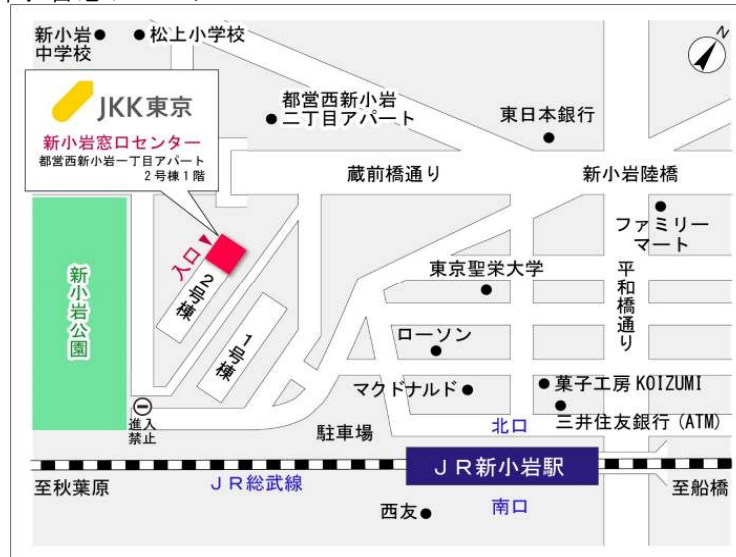 新小岩
中学校
松上小学校
N
JKK東京
新小岩窓口センター
都営西新小岩一丁目アパート
2号棟1階
都営西新小岩
二丁目アパート
東日本銀行
蔵前橋通り
新小岩陸橋
ファミリー
マート
入口
2号棟
1号棟
新小岩公園
東京聖栄大学
平和橋通り
ローソン
マクドナルド
菓子工房 KOIZUMI
三井住友銀行 (ATM)
進入
禁止
駐車場
北口
JR新小岩駅
至秋葉原
JR総武線
至船橋
西友
南口